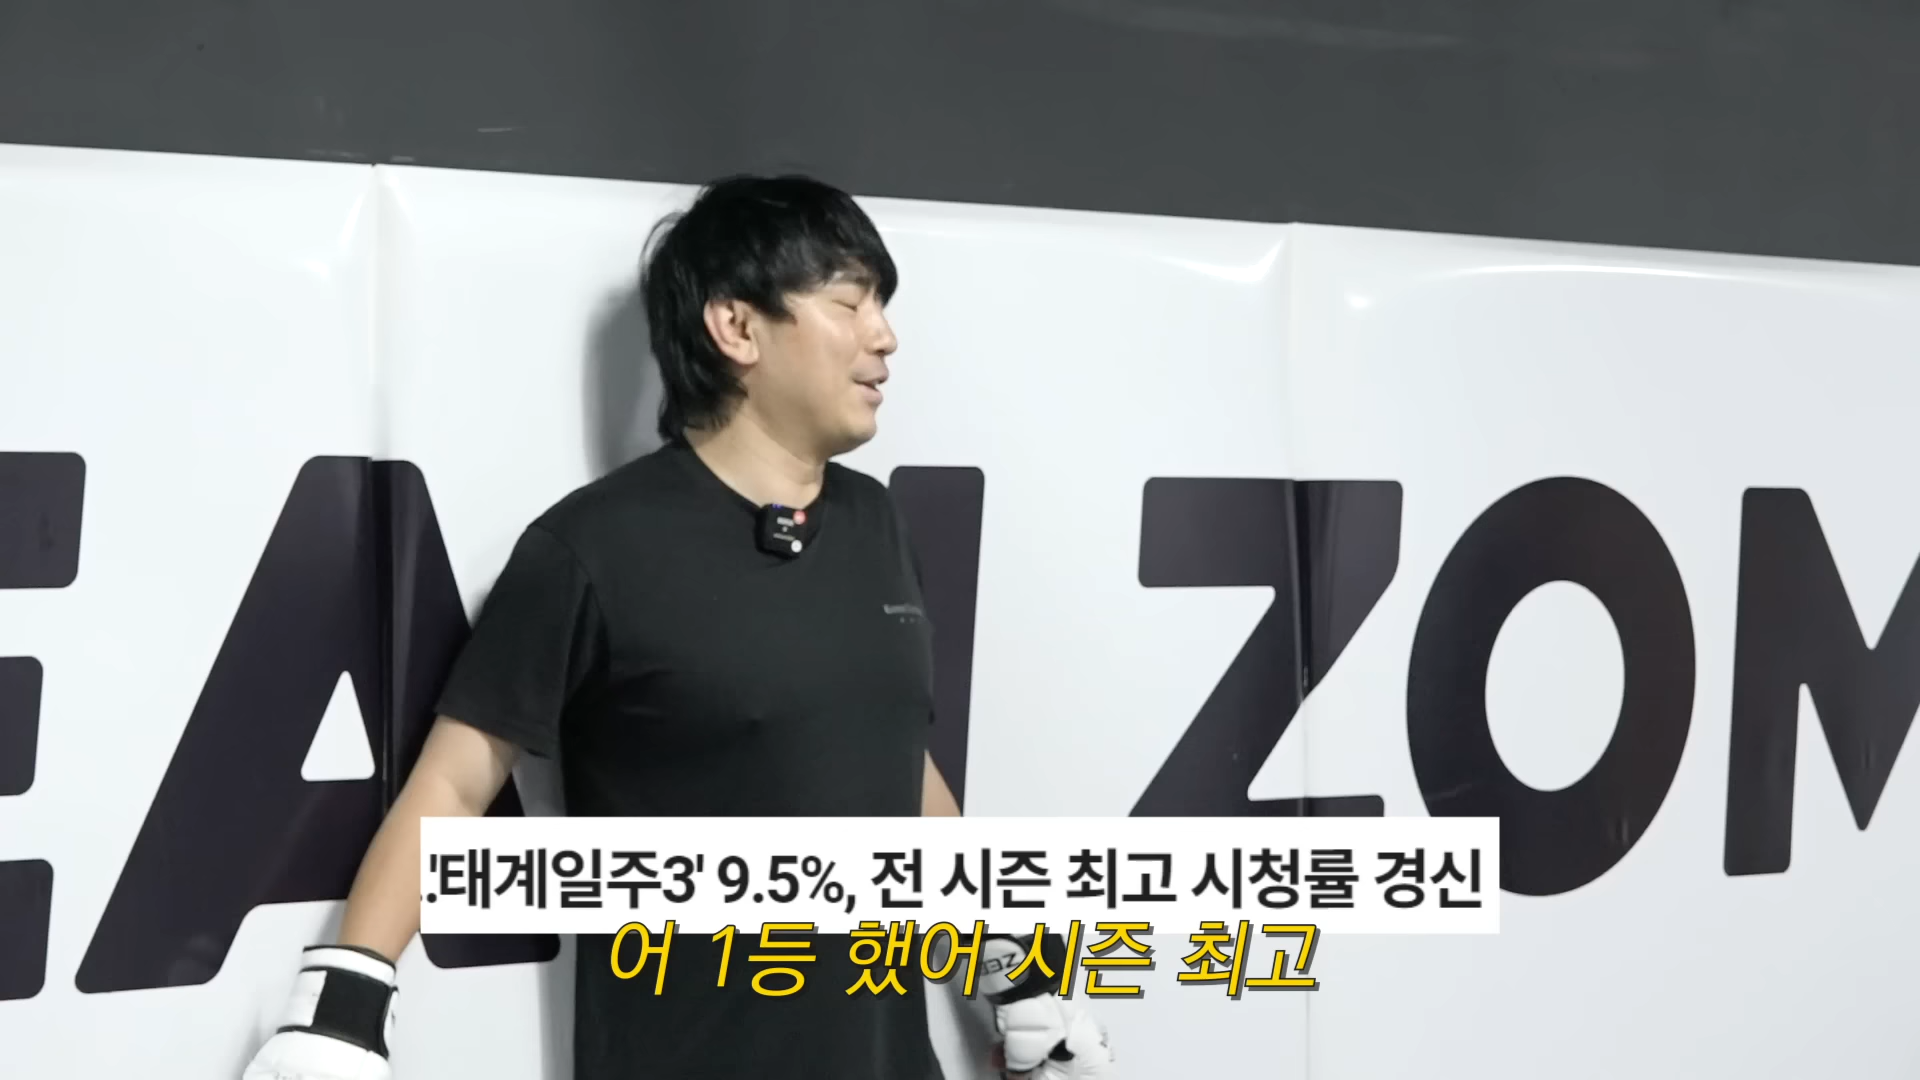 EAM ZOM
.'태계일주3' 9.5%, 전 시즌 최고 시청률 경신
어 1등 했어 시즌 최고